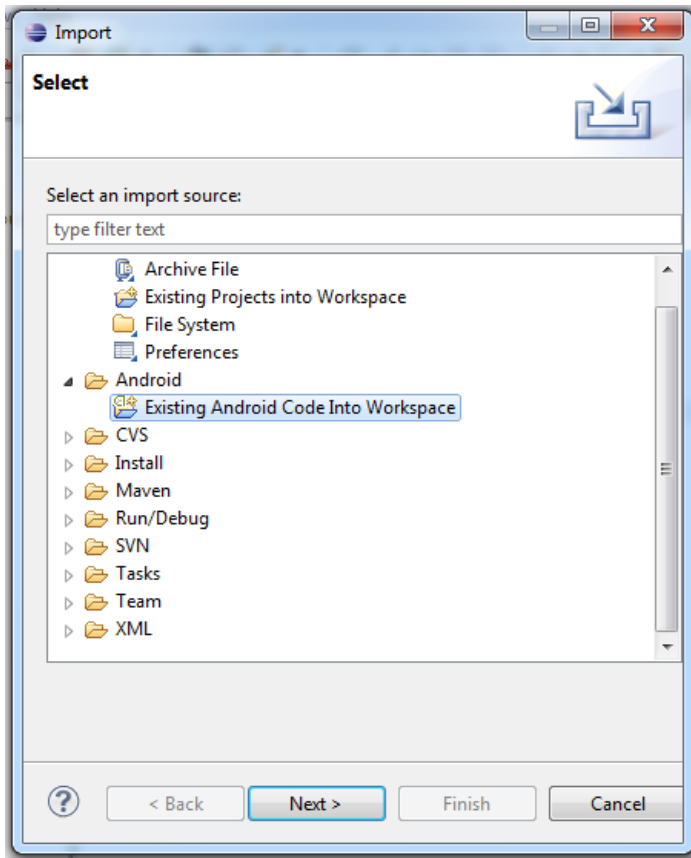 Import
Select
Select an import source:
type filter text
Archive File
Existing Projects into Workspace
File System
Preferences
Android
Existing Android Code Into Workspace
CVS
Install
Maven
Run/Debug
SVN
Tasks
Team
XML
?
< Back
Next >
Finish
Cancel